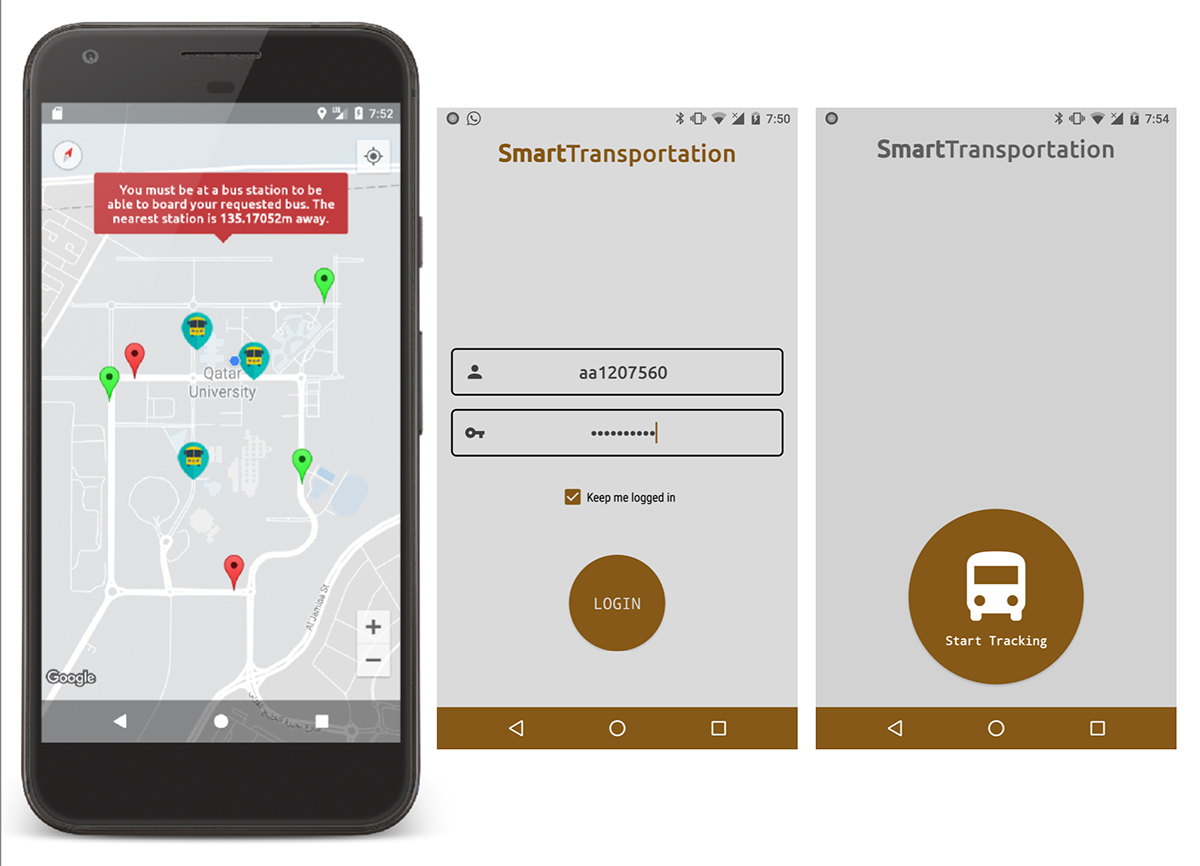 7:52
You must be at a bus station to be
able to board your requested bus. The
nearest station is 135.17052m away.
Qatar
University
Al Jamiaa St
Google
7:50
SmartTransportation
aa1207560
••••••••••
Keep me logged in
LOGIN
7:54
SmartTransportation
Start Tracking